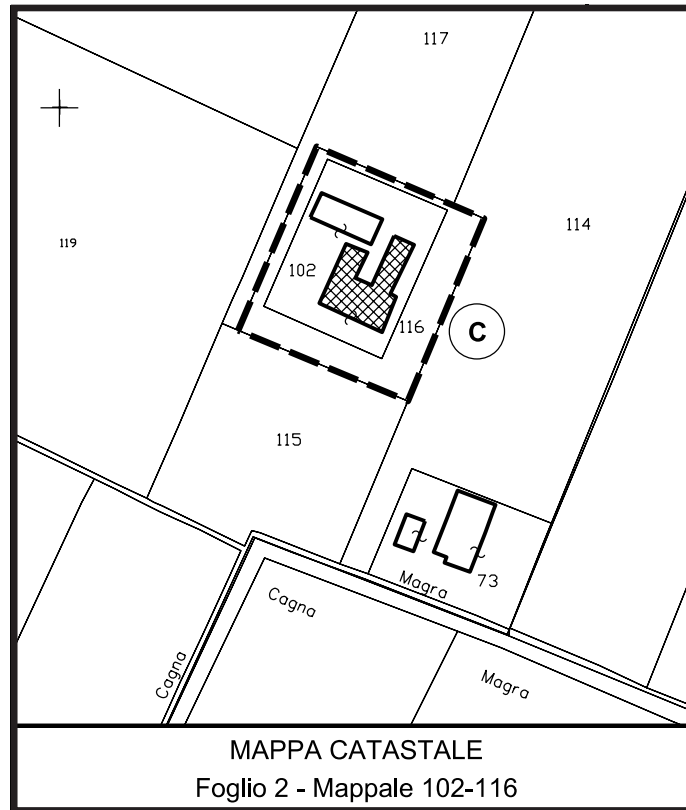 117
114
119
102
116
C
115
73
Magra
Cagna
Cagna
Magra
MAPPA CATASTALE
Foglio 2 - Mappale 102-116